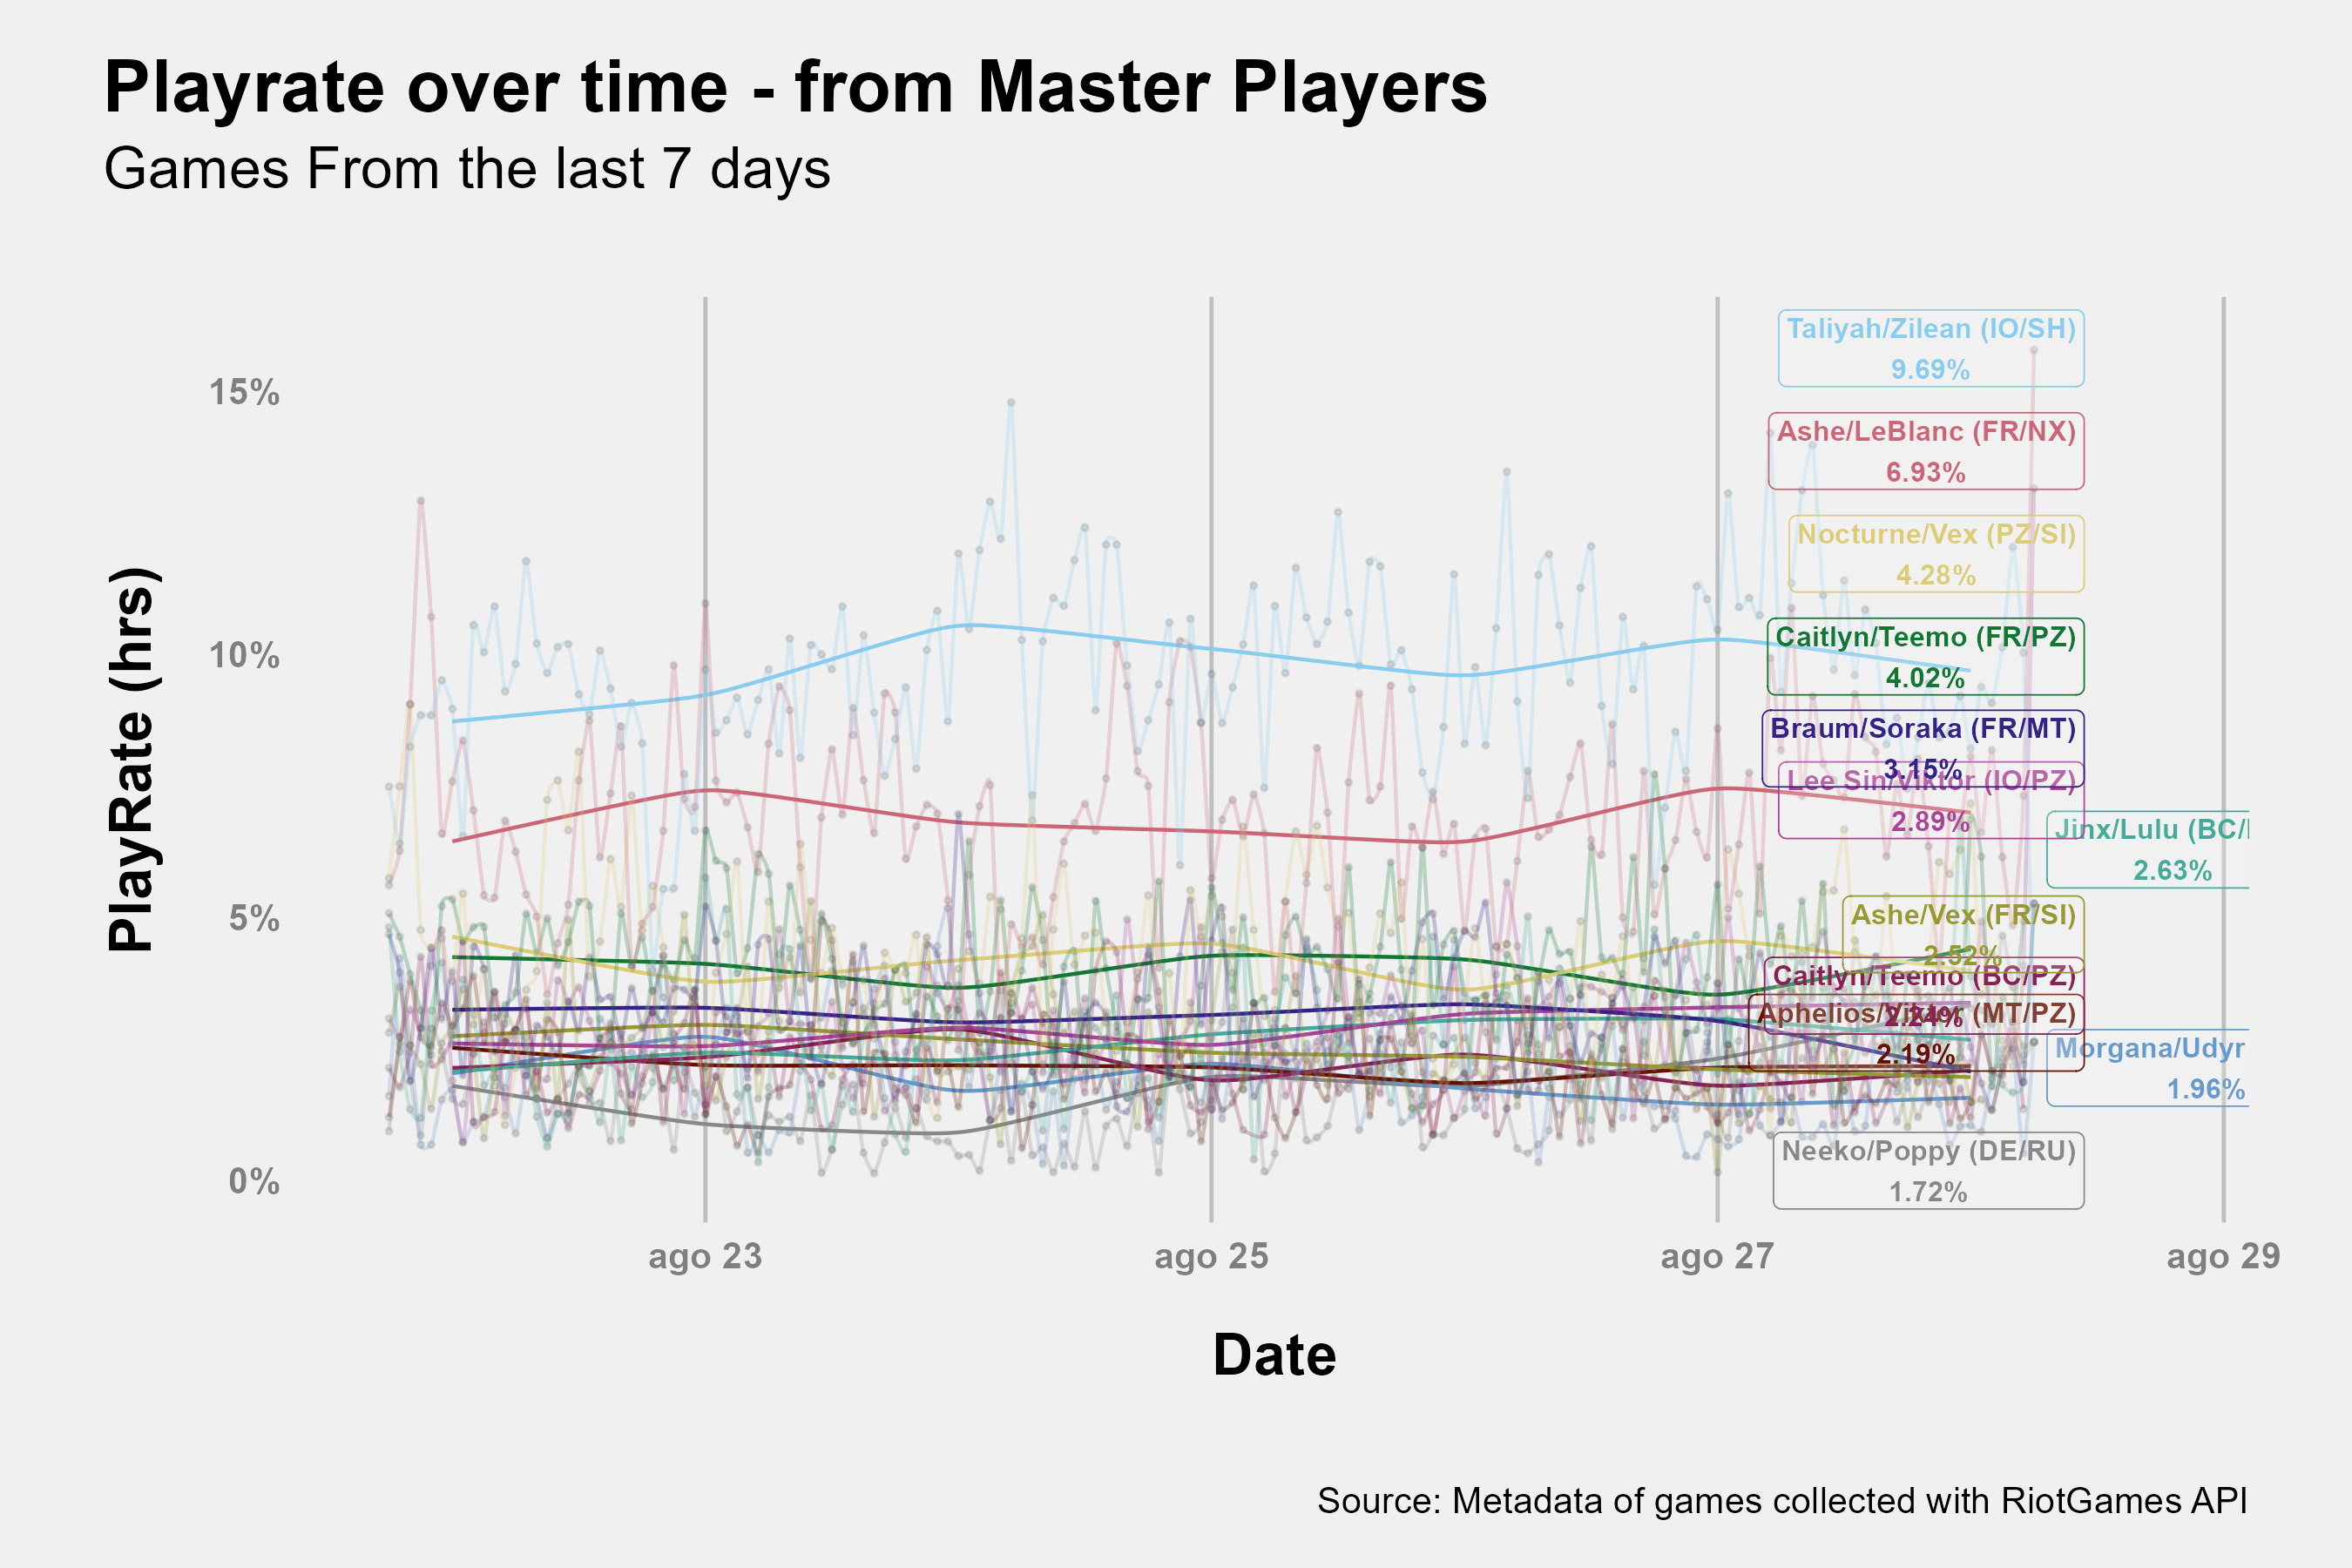 Playrate over time - from Master Players
Games From the last 7 days
PlayRate (hrs)
15%
10%
5%
0%
Taliyah/Zilean (IO/SH)
9.69%
Ashe/LeBlanc (FR/NX)
6.93%
Nocturne/Vex (PZ/SI)
4.28%
Caitlyn/Teemo (FR/PZ)
4.02%
Braum/Soraka (FR/MT)
3.15%
Lee Sin/Viktor (IO/PZ)
2.89%
Jinx/Lulu (BC/
2.63%
Ashe/Vex (FR/SI)
2.52%
Caitlyn/Teemo (BC/PZ)
2.24%
Aphelios/Viktor (MT/PZ)
2.19%
Morgana/Udyr
1.96%
Neeko/Poppy (DE/RU)
1.72%
ago 23
ago 25
ago 27
ago 29
Date
Source: Metadata of games collected with RiotGames API